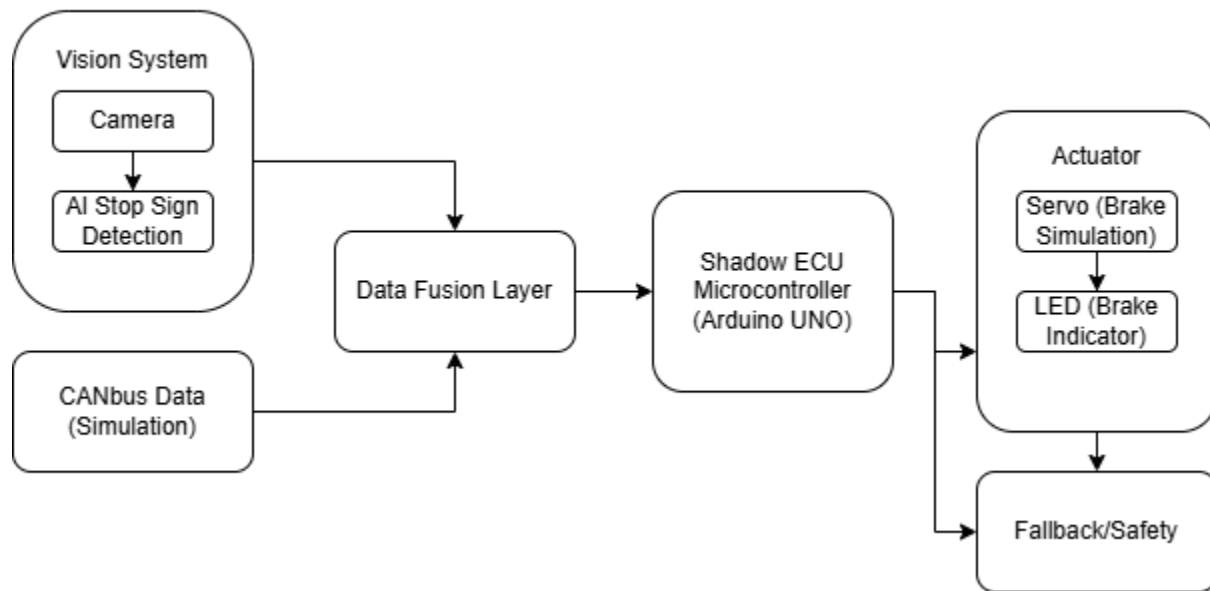 Vision System
Camera
AI Stop Sign
Detection
CANbus Data
(Simulation)
Data Fusion Layer
Shadow ECU
Microcontroller
(Arduino UNO)
Actuator
Servo (Brake
Simulation)
LED (Brake
Indicator)
Fallback/Safety